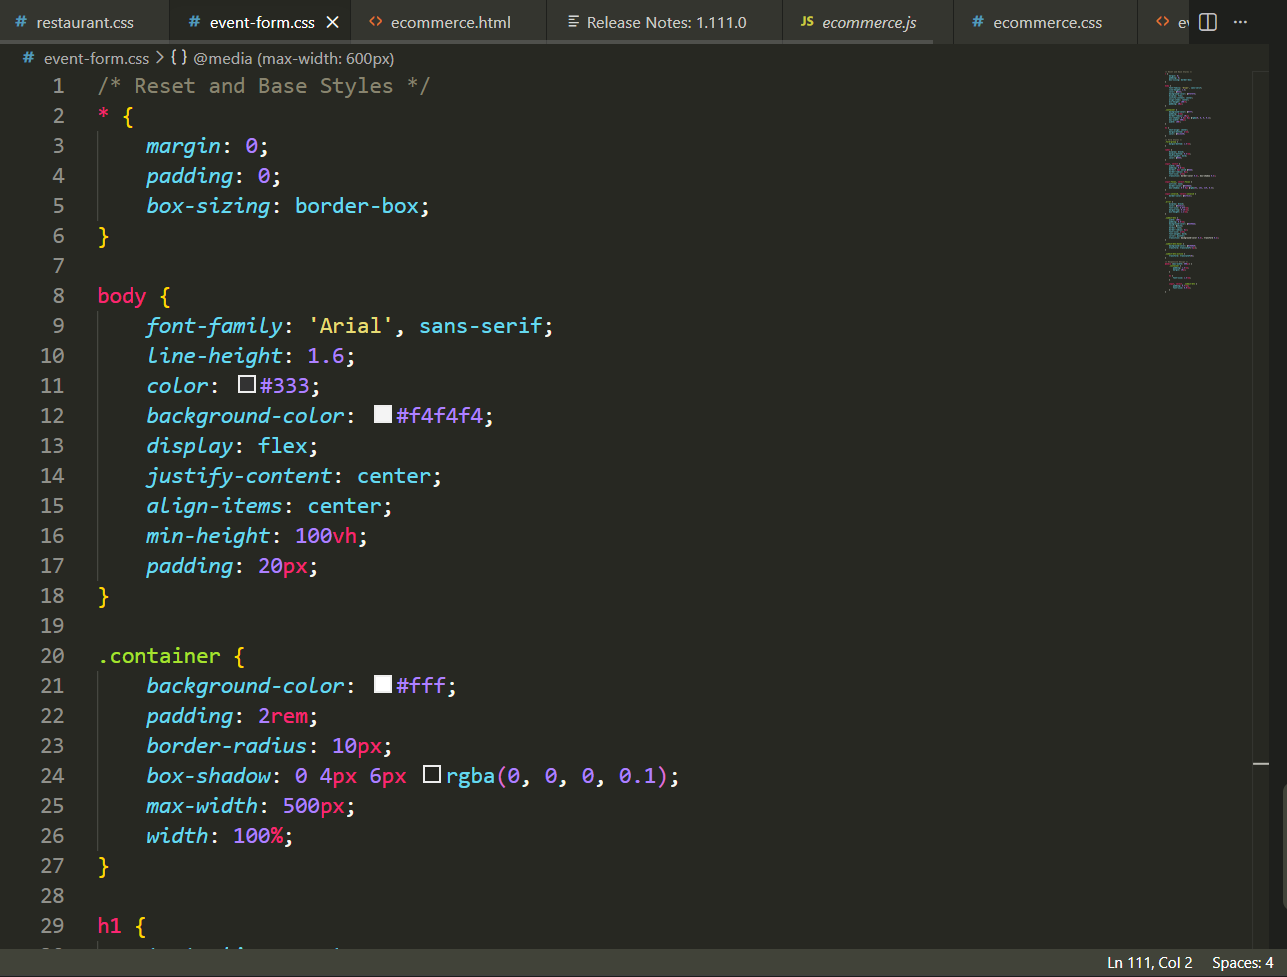 # restaurant.css # event-form.css <> ecommerce.html Release Notes: 1.111.0 JS ecommerce.js # ecommerce.css <> ...
# event-form.css > {} @media (max-width: 600px)
1 /* Reset and Base Styles */
2 * {
3 margin: 0;
4 padding: 0;
5 box-sizing: border-box;
6 }
7
8 body {
9 font-family: 'Arial', sans-serif;
10 line-height: 1.6;
11 color: #333;
12 background-color: #f4f4f4;
13 display: flex;
14 justify-content: center;
15 align-items: center;
16 min-height: 100vh;
17 padding: 20px;
18 }
19
20 .container {
21 background-color: #fff;
22 padding: 2rem;
23 border-radius: 10px;
24 box-shadow: 0 4px 6px rgba(0, 0, 0, 0.1);
25 max-width: 500px;
26 width: 100%;
27 }
28
29 h1 {
Ln 111, Col 2 Spaces: 4